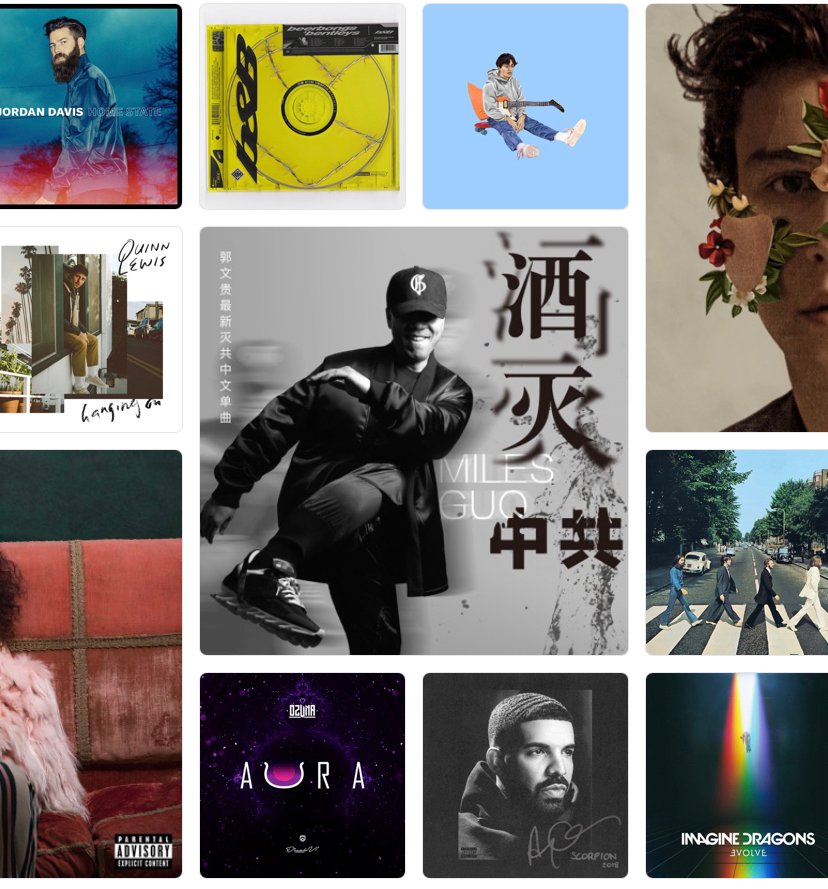 JORDAN DAVIS HOME STATE
beerbongs
bentleys
b&b
QUINN
LEWIS
hanging on
郭文贵最新灭共中文单曲
酒
灭
中共
MILES
GUO
PARENTAL
ADVISORY
EXPLICIT CONTENT
OZUNA
AURA
SCORPION
2018
IMAGINE DRAGONS
EVOLVE